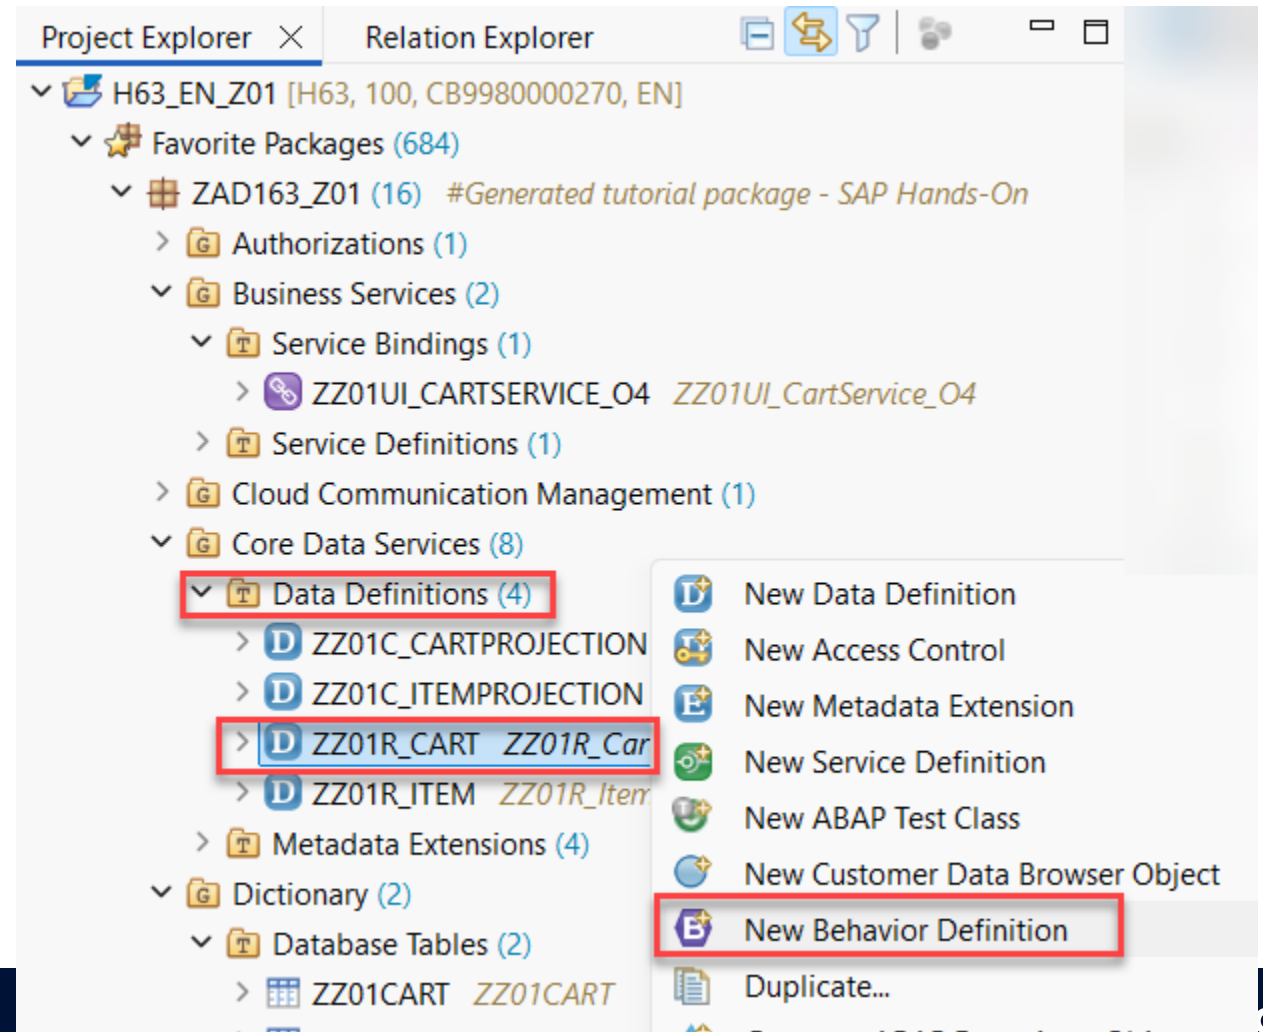 Project Explorer Relation Explorer
H63_EN_Z01 [H63, 100, CB9980000270, EN]
Favorite Packages (684)
ZAD163_Z01 (16) #Generated tutorial package - SAP Hands-On
G Authorizations (1)
G Business Services (2)
T Service Bindings (1)
ZZ01UI_CARTSERVICE_O4 ZZ01UI_CartService_O4
T Service Definitions (1)
G Cloud Communication Management (1)
G Core Data Services (8)
T Data Definitions (4)
D ZZ01C_CARTPROJECTION
D ZZ01C_ITEMPROJECTION
D ZZ01R_CART ZZ01R_Car
D ZZ01R_ITEM ZZ01R_Item
T Metadata Extensions (4)
G Dictionary (2)
T Database Tables (2)
ZZ01CART ZZ01CART
D New Data Definition
New Access Control
E New Metadata Extension
New Service Definition
New ABAP Test Class
New Customer Data Browser Object
B New Behavior Definition
Duplicate...